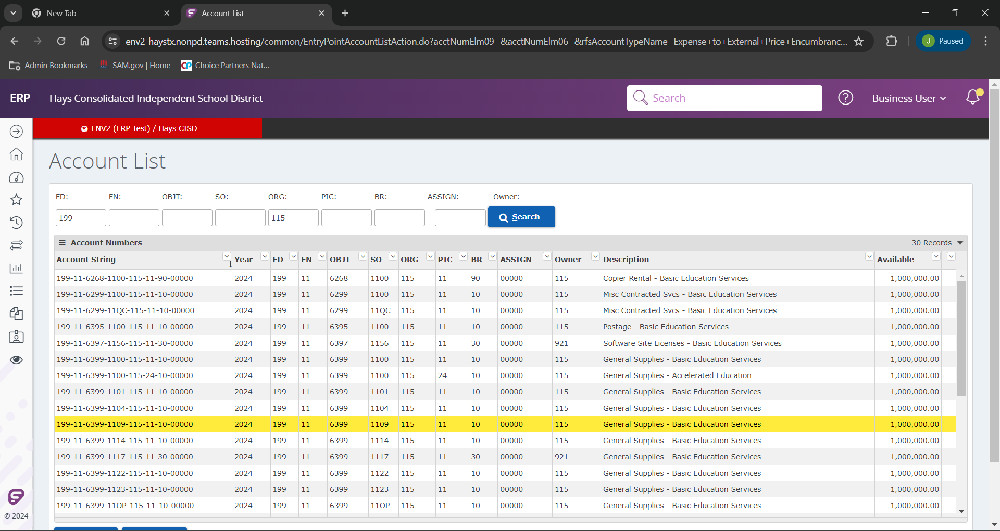 New Tab
Account List -
env2-haystx.nonpd.teams.hosting/common/EntryPointAccountListAction.do?acctNumElm09=&acctNumElm06=&rfsAccountTypeName=Expense+to+External+Price+Encumbranc...
J Paused
Admin Bookmarks SAM.gov | Home CP Choice Partners Nat...
ERP Hays Consolidated Independent School District Search ? Business User
ENV2 (ERP Test) / Hays CISD
Account List
FD: FN: OBJT: SO: ORG: PIC: BR: ASSIGN: Owner:
199 115 Search
Account Numbers 30 Records
Account String Year FD FN OBJT SO ORG PIC BR ASSIGN Owner Description Available
199-11-6268-1100-115-11-90-00000 2024 199 11 6268 1100 115 11 90 00000 115 Copier Rental - Basic Education Services 1,000,000.00
199-11-6299-1100-115-11-10-00000 2024 199 11 6299 1100 115 11 10 00000 115 Misc Contracted Svcs - Basic Education Services 1,000,000.00
199-11-6299-11QC-115-11-10-00000 2024 199 11 6299 11QC 115 11 10 00000 115 Misc Contracted Svcs - Basic Education Services 1,000,000.00
199-11-6395-1100-115-11-10-00000 2024 199 11 6395 1100 115 11 10 00000 115 Postage - Basic Education Services 1,000,000.00
199-11-6397-1156-115-11-30-00000 2024 199 11 6397 1156 115 11 30 00000 921 Software Site Licenses - Basic Education Services 1,000,000.00
199-11-6399-1100-115-11-10-00000 2024 199 11 6399 1100 115 11 10 00000 115 General Supplies - Basic Education Services 1,000,000.00
199-11-6399-1100-115-24-10-00000 2024 199 11 6399 1100 115 24 10 00000 115 General Supplies - Accelerated Education 1,000,000.00
199-11-6399-1101-115-11-10-00000 2024 199 11 6399 1101 115 11 10 00000 115 General Supplies - Basic Education Services 1,000,000.00
199-11-6399-1104-115-11-10-00000 2024 199 11 6399 1104 115 11 10 00000 115 General Supplies - Basic Education Services 1,000,000.00
199-11-6399-1109-115-11-10-00000 2024 199 11 6399 1109 115 11 10 00000 115 General Supplies - Basic Education Services 1,000,000.00
199-11-6399-1114-115-11-10-00000 2024 199 11 6399 1114 115 11 10 00000 115 General Supplies - Basic Education Services 1,000,000.00
199-11-6399-1117-115-11-30-00000 2024 199 11 6399 1117 115 11 30 00000 921 General Supplies - Basic Education Services 1,000,000.00
199-11-6399-1122-115-11-10-00000 2024 199 11 6399 1122 115 11 10 00000 115 General Supplies - Basic Education Services 1,000,000.00
199-11-6399-1123-115-11-10-00000 2024 199 11 6399 1123 115 11 10 00000 115 General Supplies - Basic Education Services 1,000,000.00
199-11-6399-11OP-115-11-10-00000 2024 199 11 6399 11OP 115 11 10 00000 115 General Supplies - Basic Education Services 1,000,000.00
© 2024